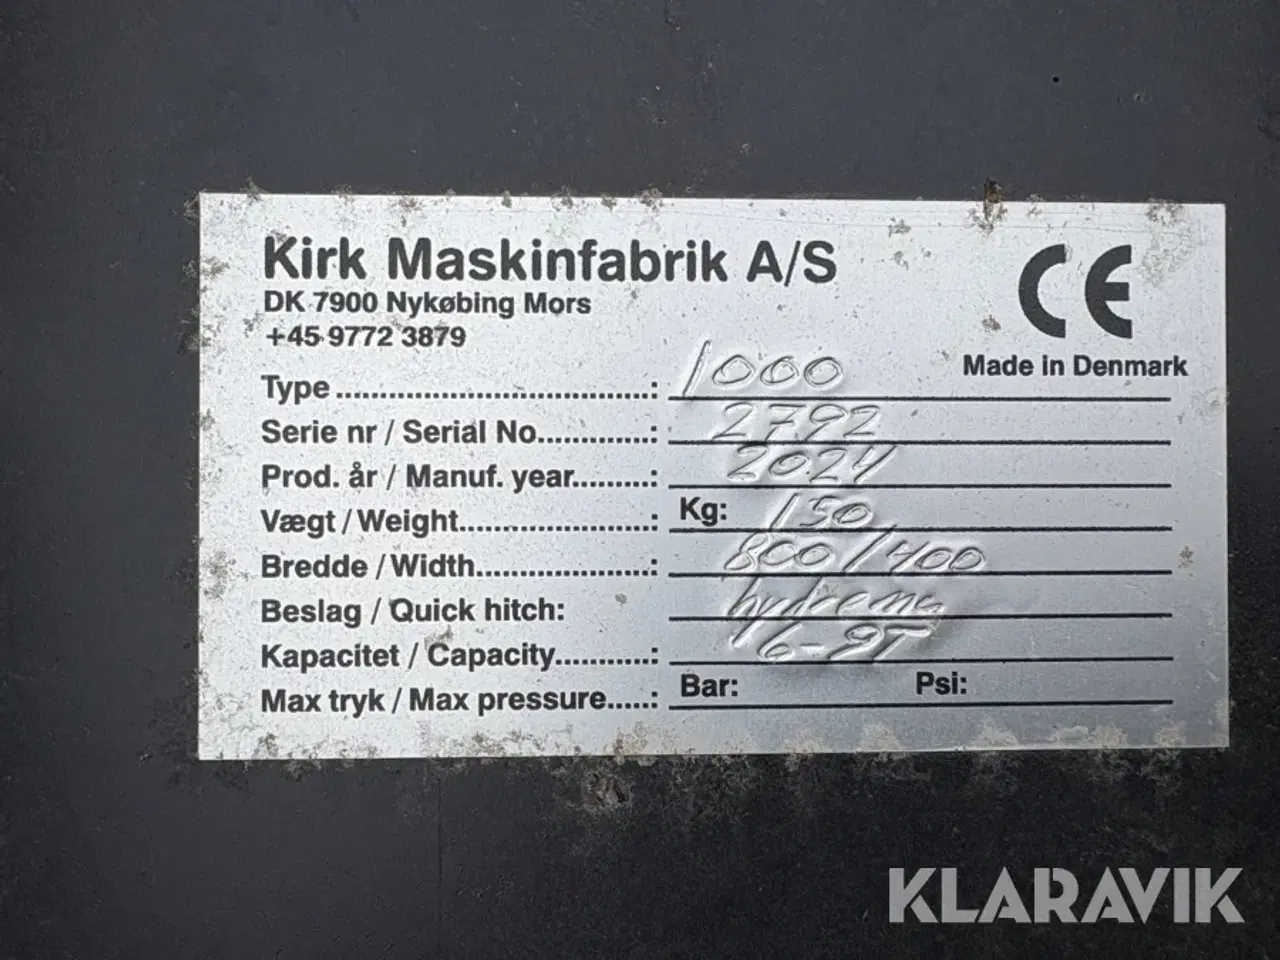 Kirk Maskinfabrik A/S
DK 7900 Nykøbing Mors
+45 9772 3879
CE
Made in Denmark
Type....................................: 1000
Serie nr / Serial No.............: 2792
Prod. år / Manuf. year.........: 2024
Vægt / Weight......................: Kg: 150
Bredde / Width....................: 800/400
Beslag / Quick hitch: hydrema
Kapacitet / Capacity...........: 6-9T
Max tryk / Max pressure.....: Bar: Psi:
KLARAVIK